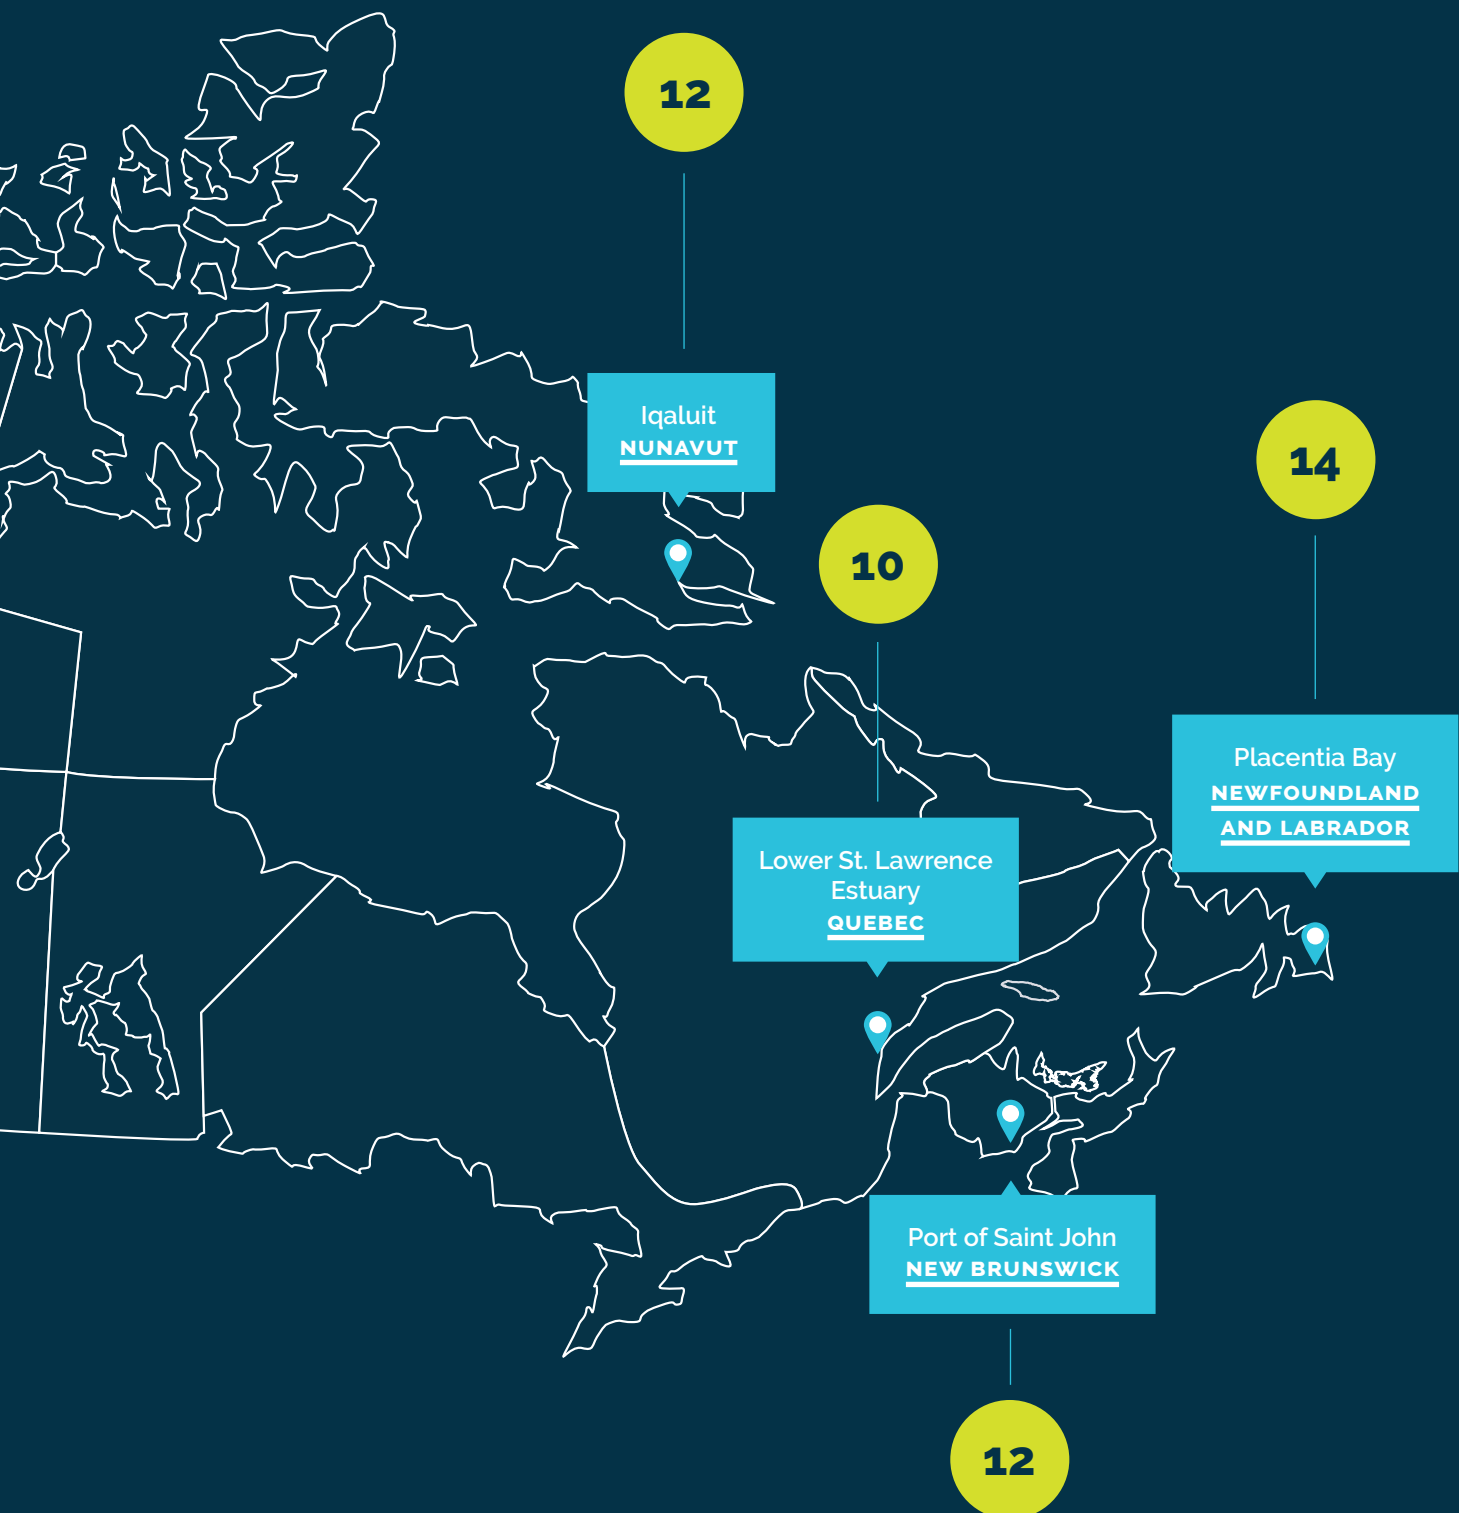 12
Iqaluit
NUNAVUT
14
Placentia Bay
NEWFOUNDLAND
AND LABRADOR
10
Lower St. Lawrence
Estuary
QUEBEC
Port of Saint John
NEW BRUNSWICK
12